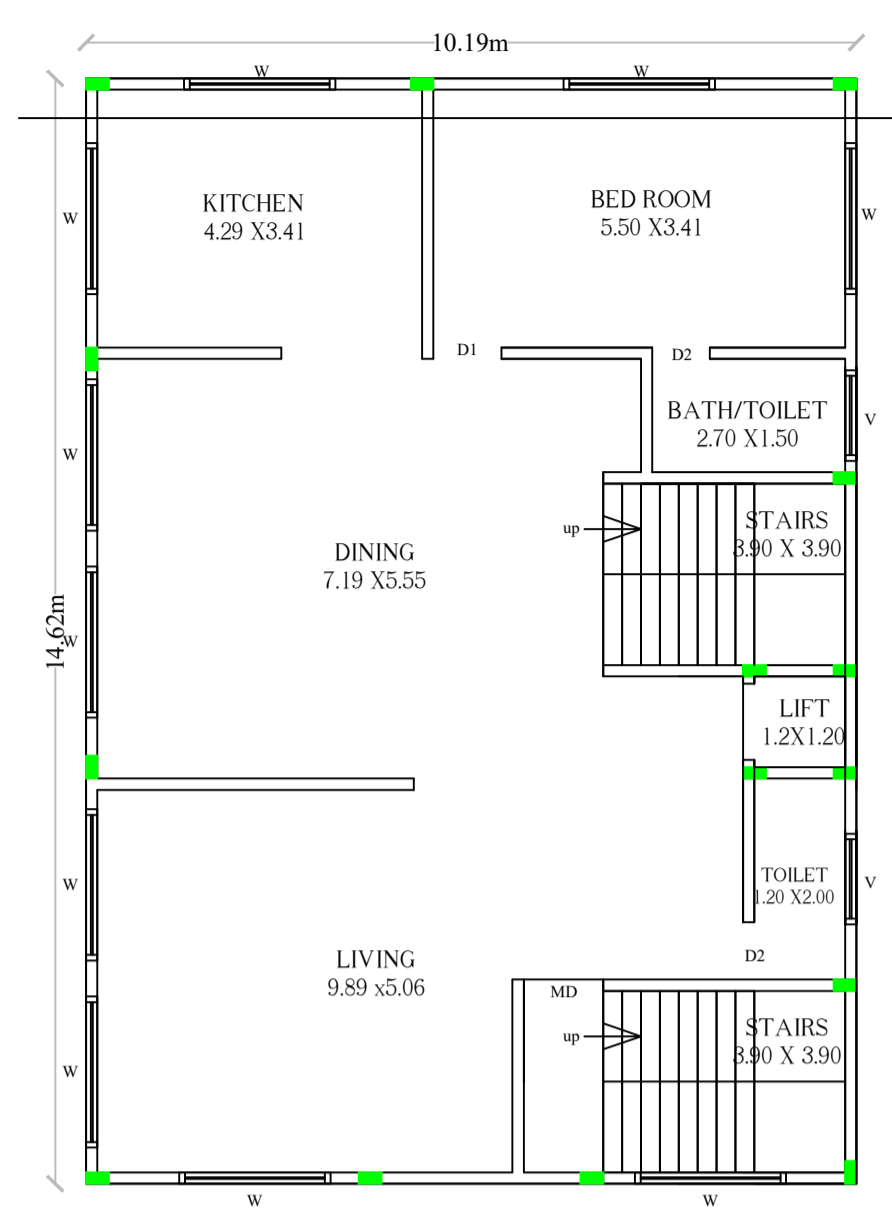 10.19m
W
W
KITCHEN
4.29 X3.41
BED ROOM
5.50 X3.41
W
W
D1
D2
BATH/TOILET
2.70 X1.50
V
W
up
STAIRS
3.90 X 3.90
DINING
7.19 X5.55
14.62m
W
LIFT
1.2X1.20
TOILET
1.20 X2.00
V
W
D2
LIVING
9.89 x5.06
MD
up
STAIRS
3.90 X 3.90
W
W
W